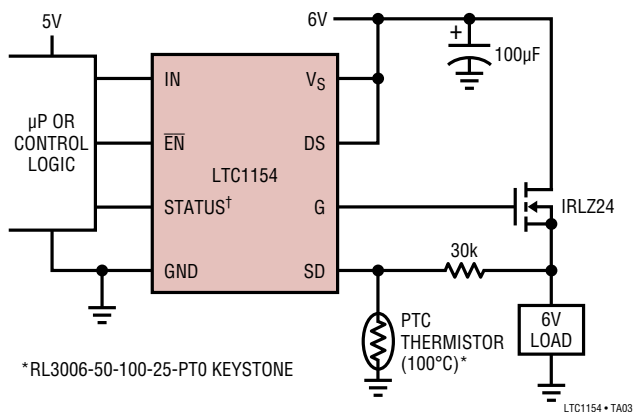 5V
6V
+
100µF
µP OR
CONTROL
LOGIC
IN
EN
STATUS†
GND
LTC1154
VS
DS
G
SD
IRLZ24
30k
PTC
THERMISTOR
(100°C)*
6V
LOAD
*RL3006-50-100-25-PT0 KEYSTONE
LTC1154 • TA03